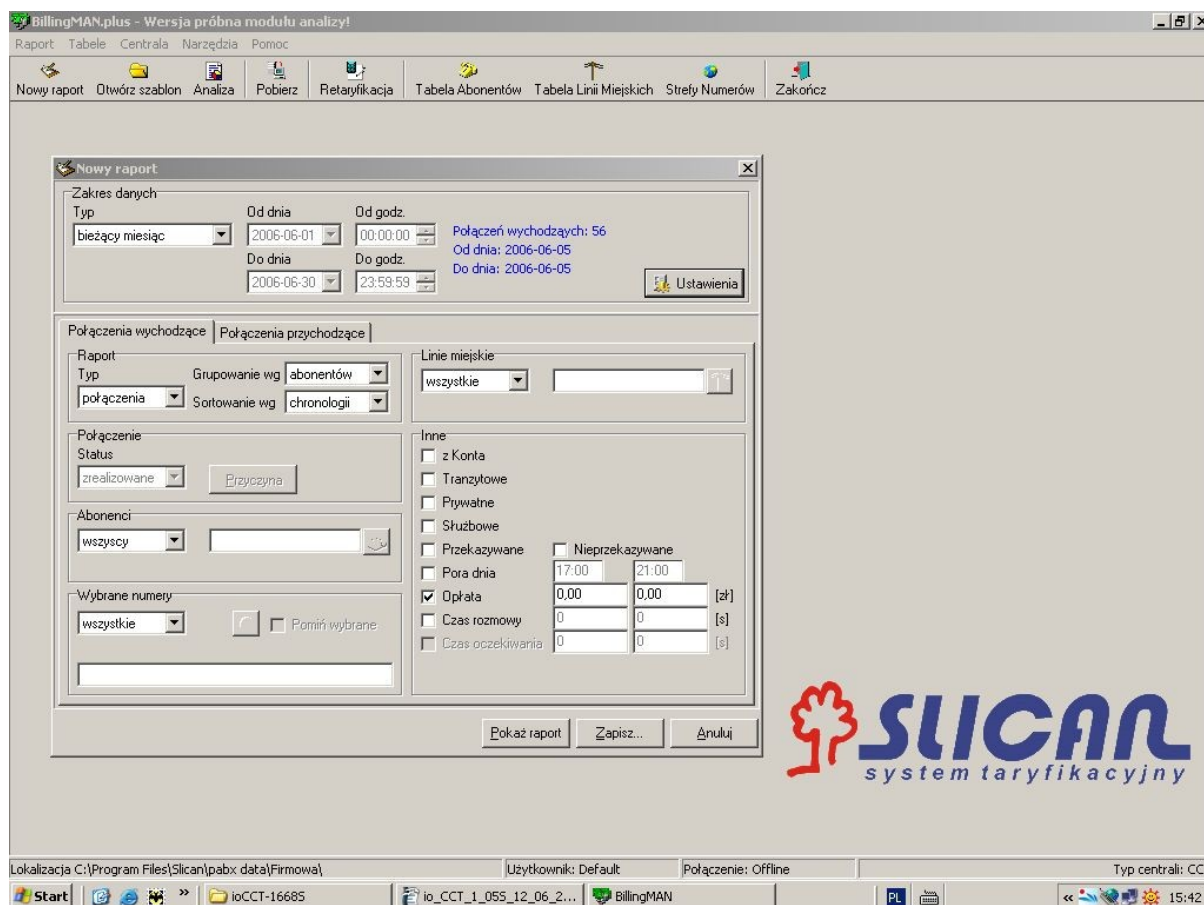 BillingMAN.plus - Wersja próbna modułu analizy!
Raport Tabele Centrala Narzędzia Pomoc
Nowy raport Otwórz szablon Analiza Pobierz Retaryfikacja Tabela Abonentów Tabela Linii Miejskich Strefy Numerów Zakończ
Nowy raport
Zakres danych
Typ Od dnia Od godz.
bieżący miesiąc 2006-06-01 00:00:00
Połączeń wychodzących: 56
Od dnia: 2006-06-05
Do dnia: 2006-06-05
Do dnia Do godz.
2006-06-30 23:59:59
Ustawienia
Połączenia wychodzące Połączenia przychodzące
Raport
Typ Grupowanie wg abonentów
połączenia Sortowanie wg chronologii
Linie miejskie
wszystkie
Połączenie
Status
zrealizowane Przyczyna
Abonenci
wszyscy
Wybrane numery
wszystkie Pomiń wybrane
Inne
z Konta
Tranzytowe
Prywatne
Służbowe
Przekazywane Nieprzekazywane
Pora dnia 17:00 21:00
Opłata 0,00 0,00 [zł]
Czas rozmowy 0 0 [s]
Czas oczekiwania 0 0 [s]
Pokaż raport Zapisz... Anuluj
SLICAN
system taryfikacyjny
Lokalizacja C:\Program Files\Slican\pabx data\Firmowa\ Użytkownik: Default Połączenie: Offline Typ centrali: CC
Start » ioCCT-1668S io_CCT_1_05S_12_06_2... BillingMAN PL « 15:42